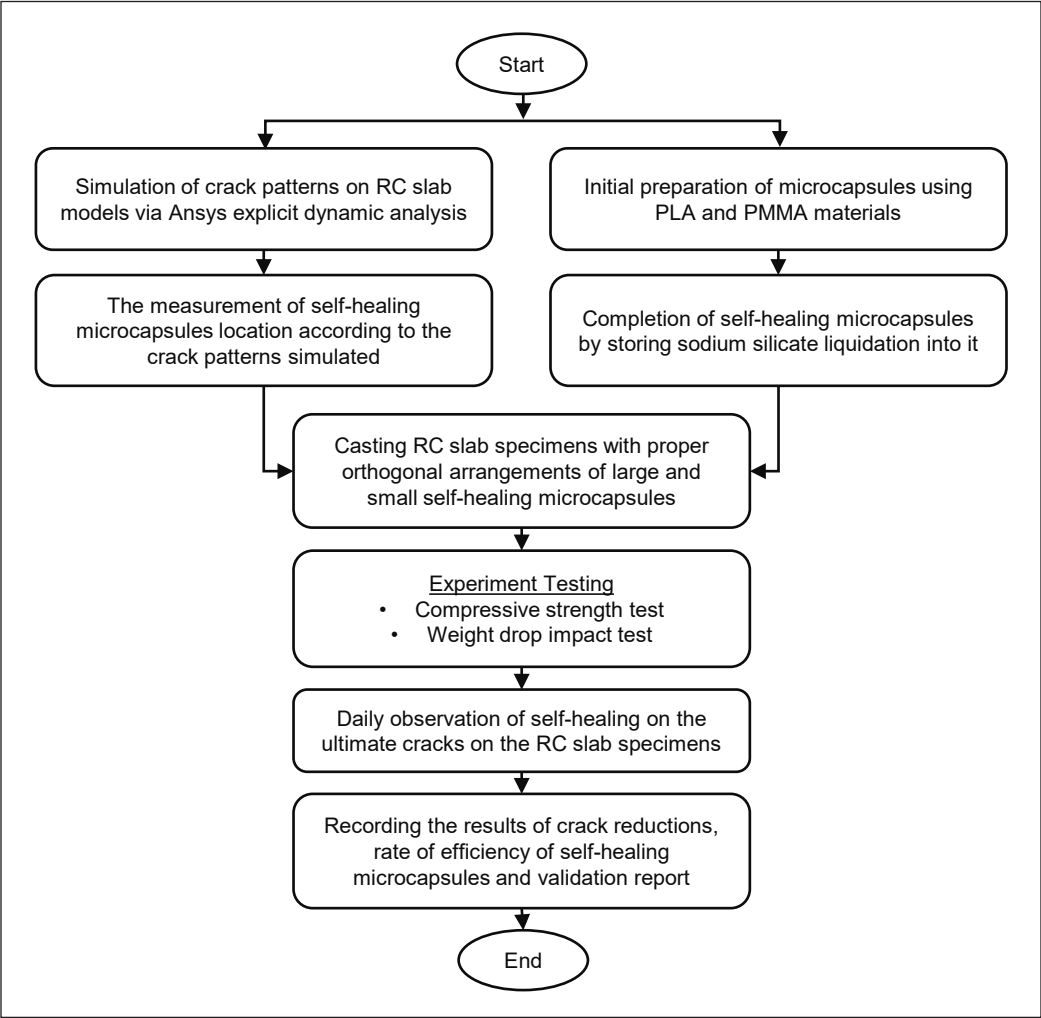 Start
Simulation of crack patterns on RC slab
models via Ansys explicit dynamic analysis
Initial preparation of microcapsules using
PLA and PMMA materials
The measurement of self-healing
microcapsules location according to the
crack patterns simulated
Completion of self-healing microcapsules
by storing sodium silicate liquidation into it
Casting RC slab specimens with proper
orthogonal arrangements of large and
small self-healing microcapsules
Experiment Testing
• Compressive strength test
• Weight drop impact test
Daily observation of self-healing on the
ultimate cracks on the RC slab specimens
Recording the results of crack reductions,
rate of efficiency of self-healing
microcapsules and validation report
End